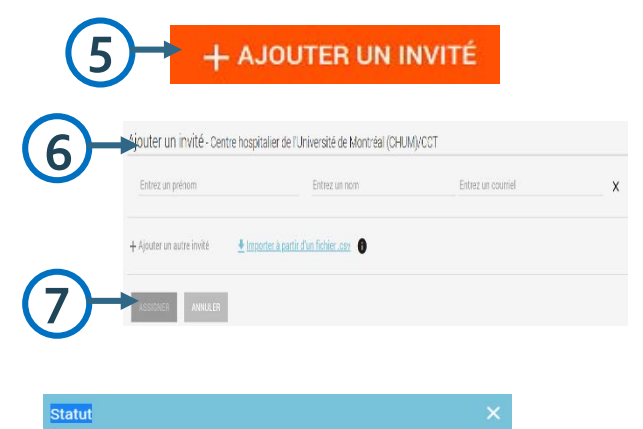 5
+ AJOUTER UN INVITÉ
6
Ajouter un invité - Centre hospitalier de l'Université de Montréal (CHUM)/CCT
Entrez un prénom Entrez un nom Entrez un courriel X
+ Ajouter un autre invité Importer à partir d'un fichier .csv i
7
ASSIGNER ANNULER
Statut ×